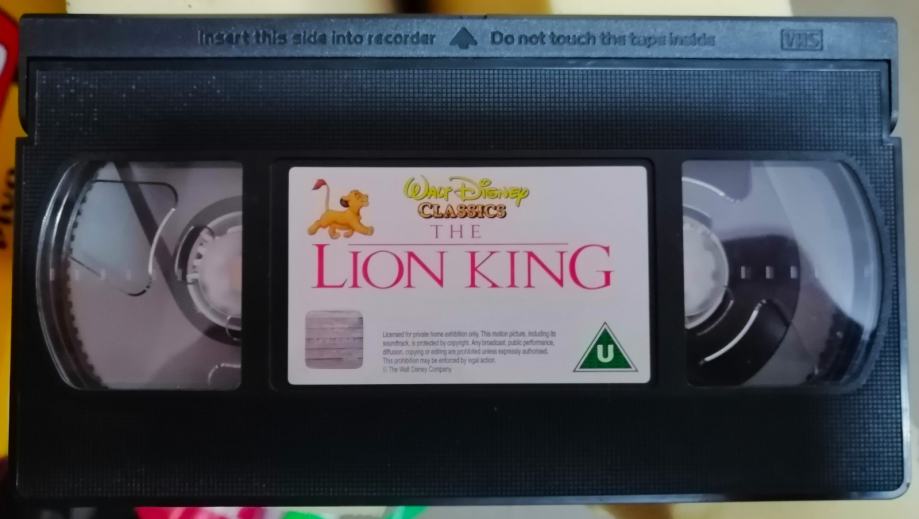 Insert this side into recorder Do not touch the tape inside VHS
Walt Disney
CLASSICS
THE
LION KING
Licensed for private home exhibition only. This motion picture, including its
soundtrack, is protected by copyright. Any broadcast, public performance,
diffusion, copying or editing are prohibited unless expressly authorised.
This prohibition may be enforced by legal action.
© The Walt Disney Company
U